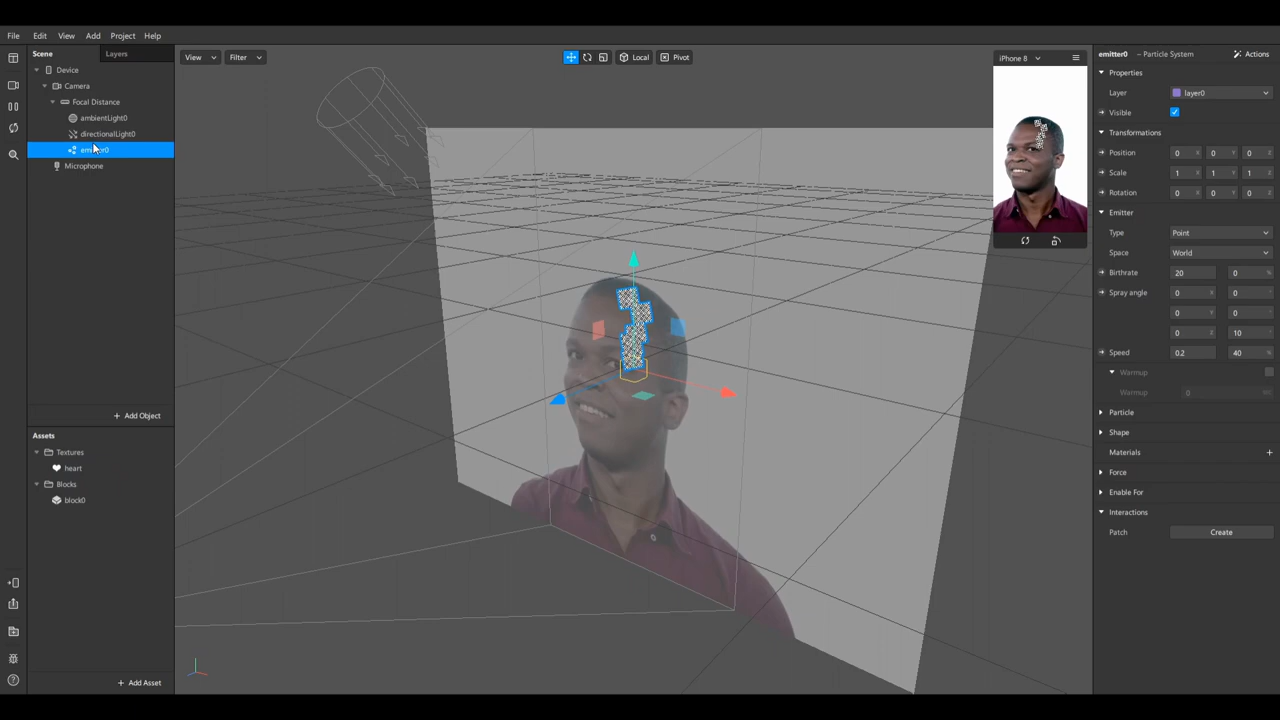 File Edit View Add Project Help
Scene Layers
View Filter Local Pivot
iPhone 8
emitter0 – Particle System Actions
Device
Camera
Focal Distance
ambientLight0
directionalLight0
Microphone
Add Object
Assets
Textures
heart
Blocks
block0
Add Asset
Properties
Layer layer0
Visible
Transformations
Position 0 X 0 Y 0 Z
Scale 1 X 1 Y 1 Z
Rotation 0 X 0 Y 0 Z
Emitter
Type Point
Space World
Birthrate 20 0 %
Spray angle 0 X 0 °
0 Y 0 °
0 Z 10 °
Speed 0.2 40 %
Warmup
Warmup 0
Particle
Shape
Materials +
Force
Enable For
Interactions
Patch Create